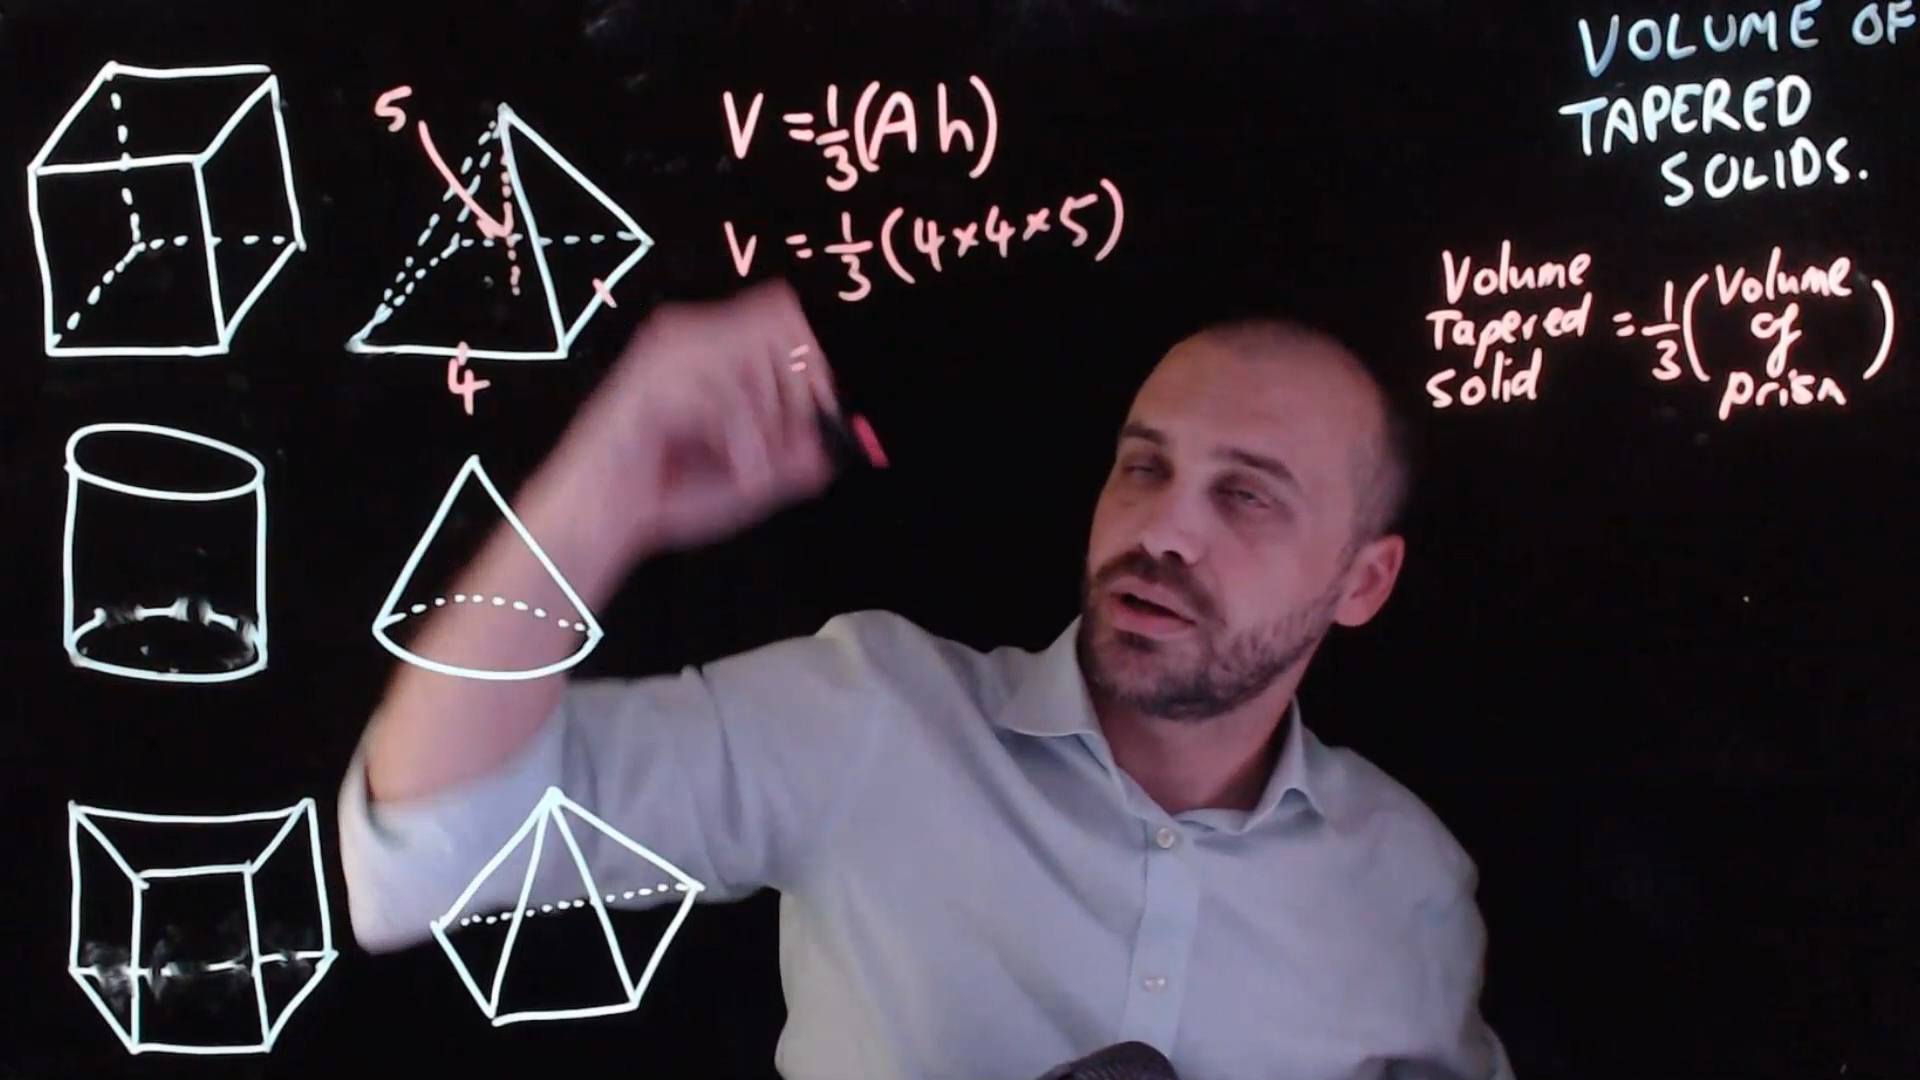 VOLUME OF
TAPERED
SOLIDS.
5
4
V = 1/3 (A h)
V = 1/3 (4×4×5)
=
Volume Tapered solid = 1/3 (Volume of prism)